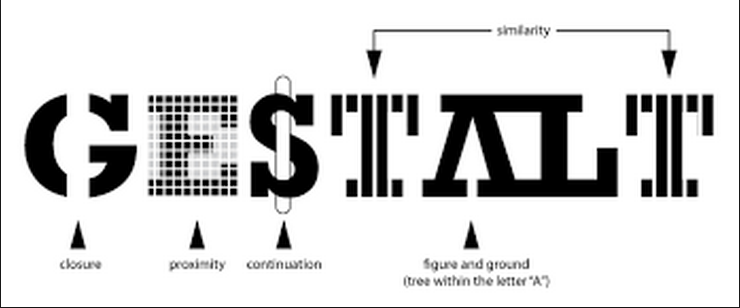 similarity
GESTALT
closure
proximity
continuation
figure and ground
(tree within the letter "A")